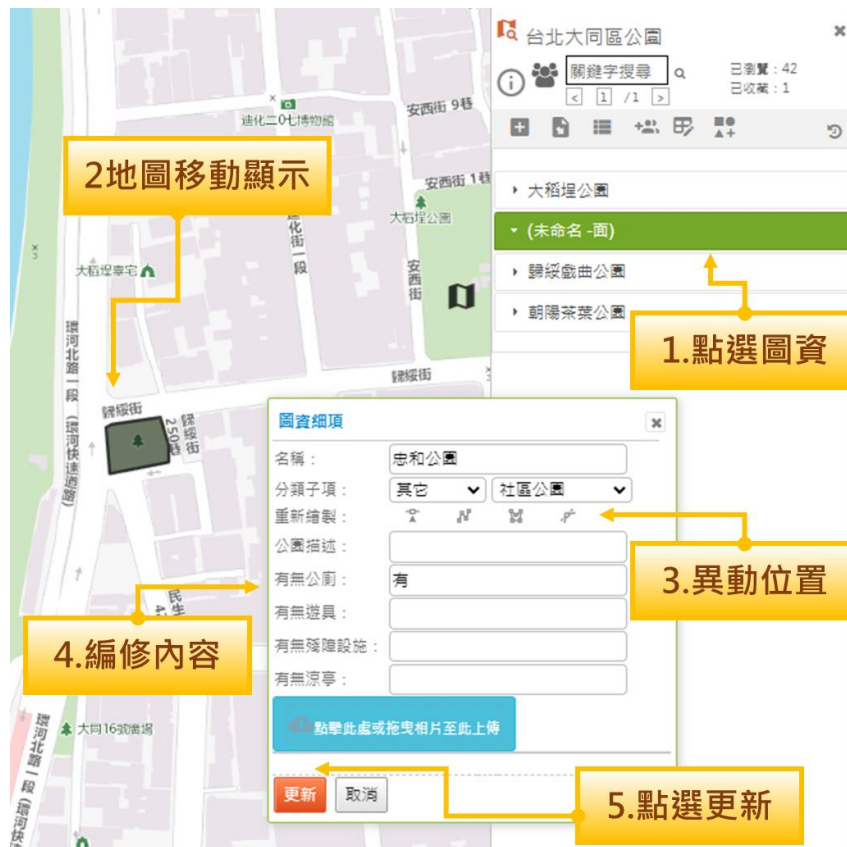 台北大同區公園
關鍵字搜尋
已瀏覽：42
已收藏：1
< 1 /1 >
大稻埕公園
(未命名 -面)
歸綏戲曲公園
朝陽茶葉公園
1.點選圖資
2地圖移動顯示
迪化二0七博物館
安西街 9巷
安西街 1巷
大稻埕公園
迪化街一段
安西街
大稻埕辜宅
環河北路一段 (環河快速道路)
歸綏街
歸綏街
歸綏街250巷
圖資細項
名稱：
忠和公園
分類子項：
其它
社區公園
重新繪製：
公園描述：
有無公廁：
有
有無遊具：
有無殘障設施：
有無涼亭：
點擊此處或拖曳相片至此上傳
更新
取消
3.異動位置
4.編修內容
5.點選更新
大同16號廣場